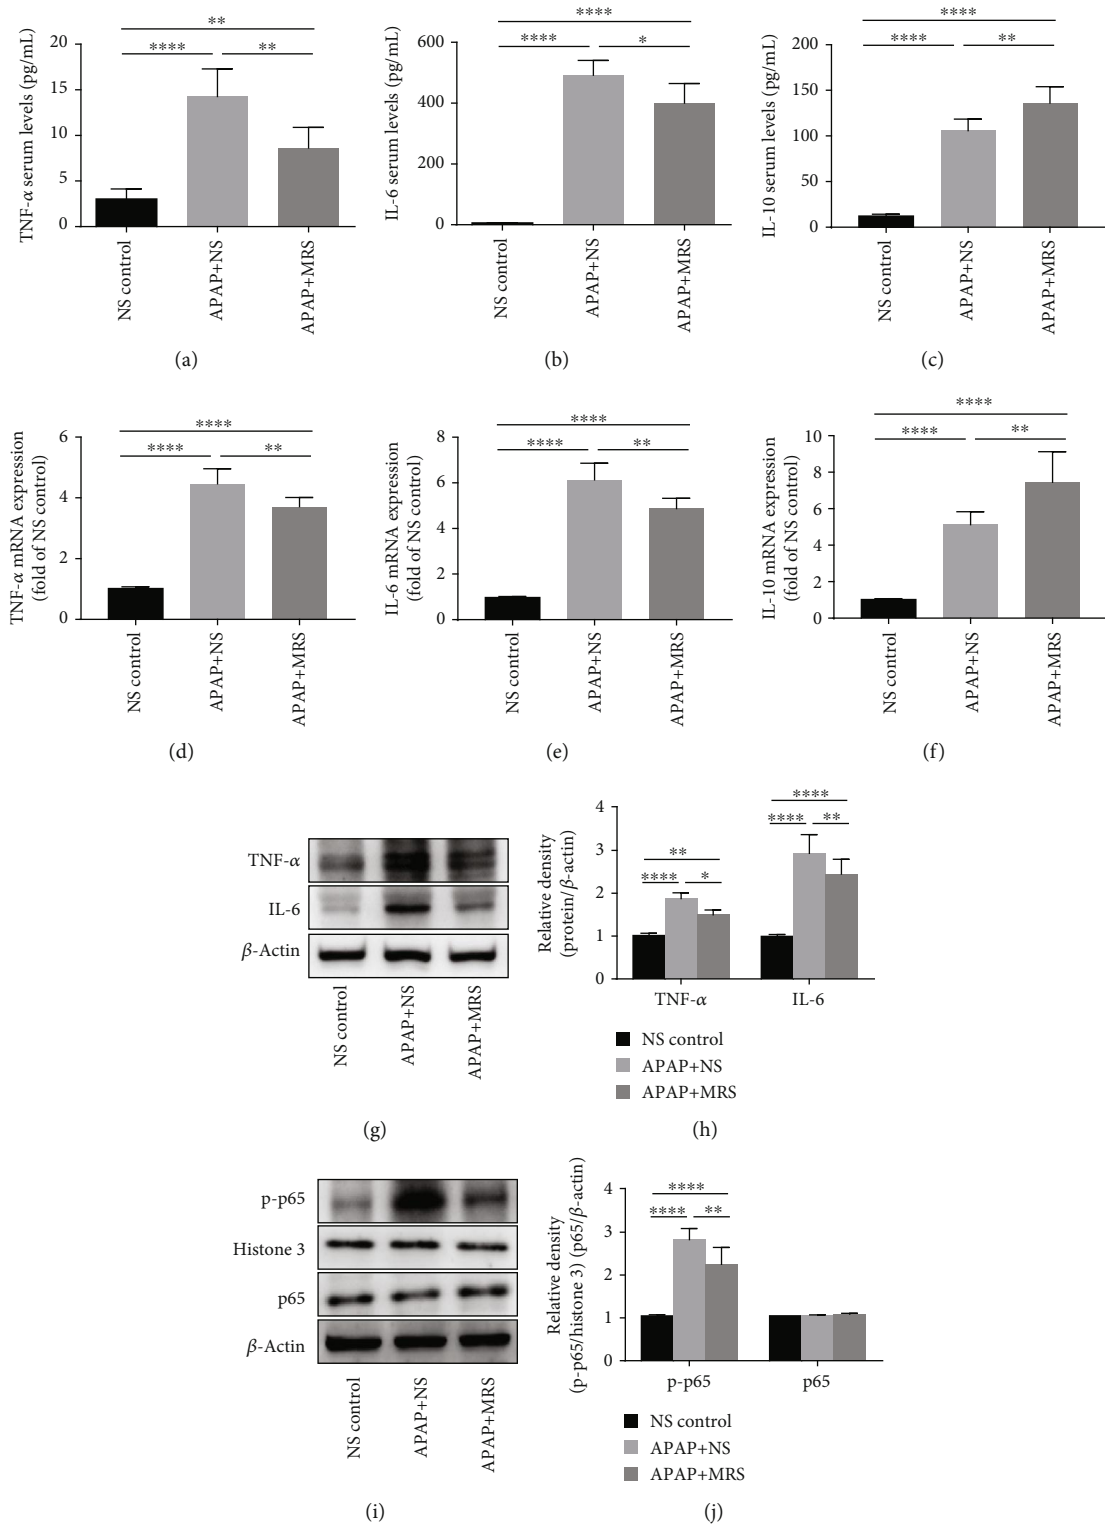 **
****
**
TNF-α serum levels (pg/mL)
20
15
10
5
0
NS control
APAP+NS
APAP+MRS
(a)
****
****
*
IL-6 serum levels (pg/mL)
600
400
200
0
NS control
APAP+NS
APAP+MRS
(b)
****
****
**
IL-10 serum levels (pg/mL)
200
150
100
50
0
NS control
APAP+NS
APAP+MRS
(c)
****
****
**
TNF-α mRNA expression
(fold of NS control)
6
4
2
0
NS control
APAP+NS
APAP+MRS
(d)
****
****
**
IL-6 mRNA expression
(fold of NS control)
8
6
4
2
0
NS control
APAP+NS
APAP+MRS
(e)
****
****
**
IL-10 mRNA expression
(fold of NS control)
10
8
6
4
2
0
NS control
APAP+NS
APAP+MRS
(f)
TNF-α
IL-6
β-Actin
NS control
APAP+NS
APAP+MRS
(g)
Relative density
(protein/β-actin)
4
3
2
1
0
**
****
*
****
****
**
TNF-α
IL-6
NS control
APAP+NS
APAP+MRS
(h)
p-p65
Histone 3
p65
β-Actin
NS control
APAP+NS
APAP+MRS
(i)
Relative density
(p-p65/histone 3) (p65/β-actin)
4
3
2
1
0
****
****
**
p-p65
p65
NS control
APAP+NS
APAP+MRS
(j)